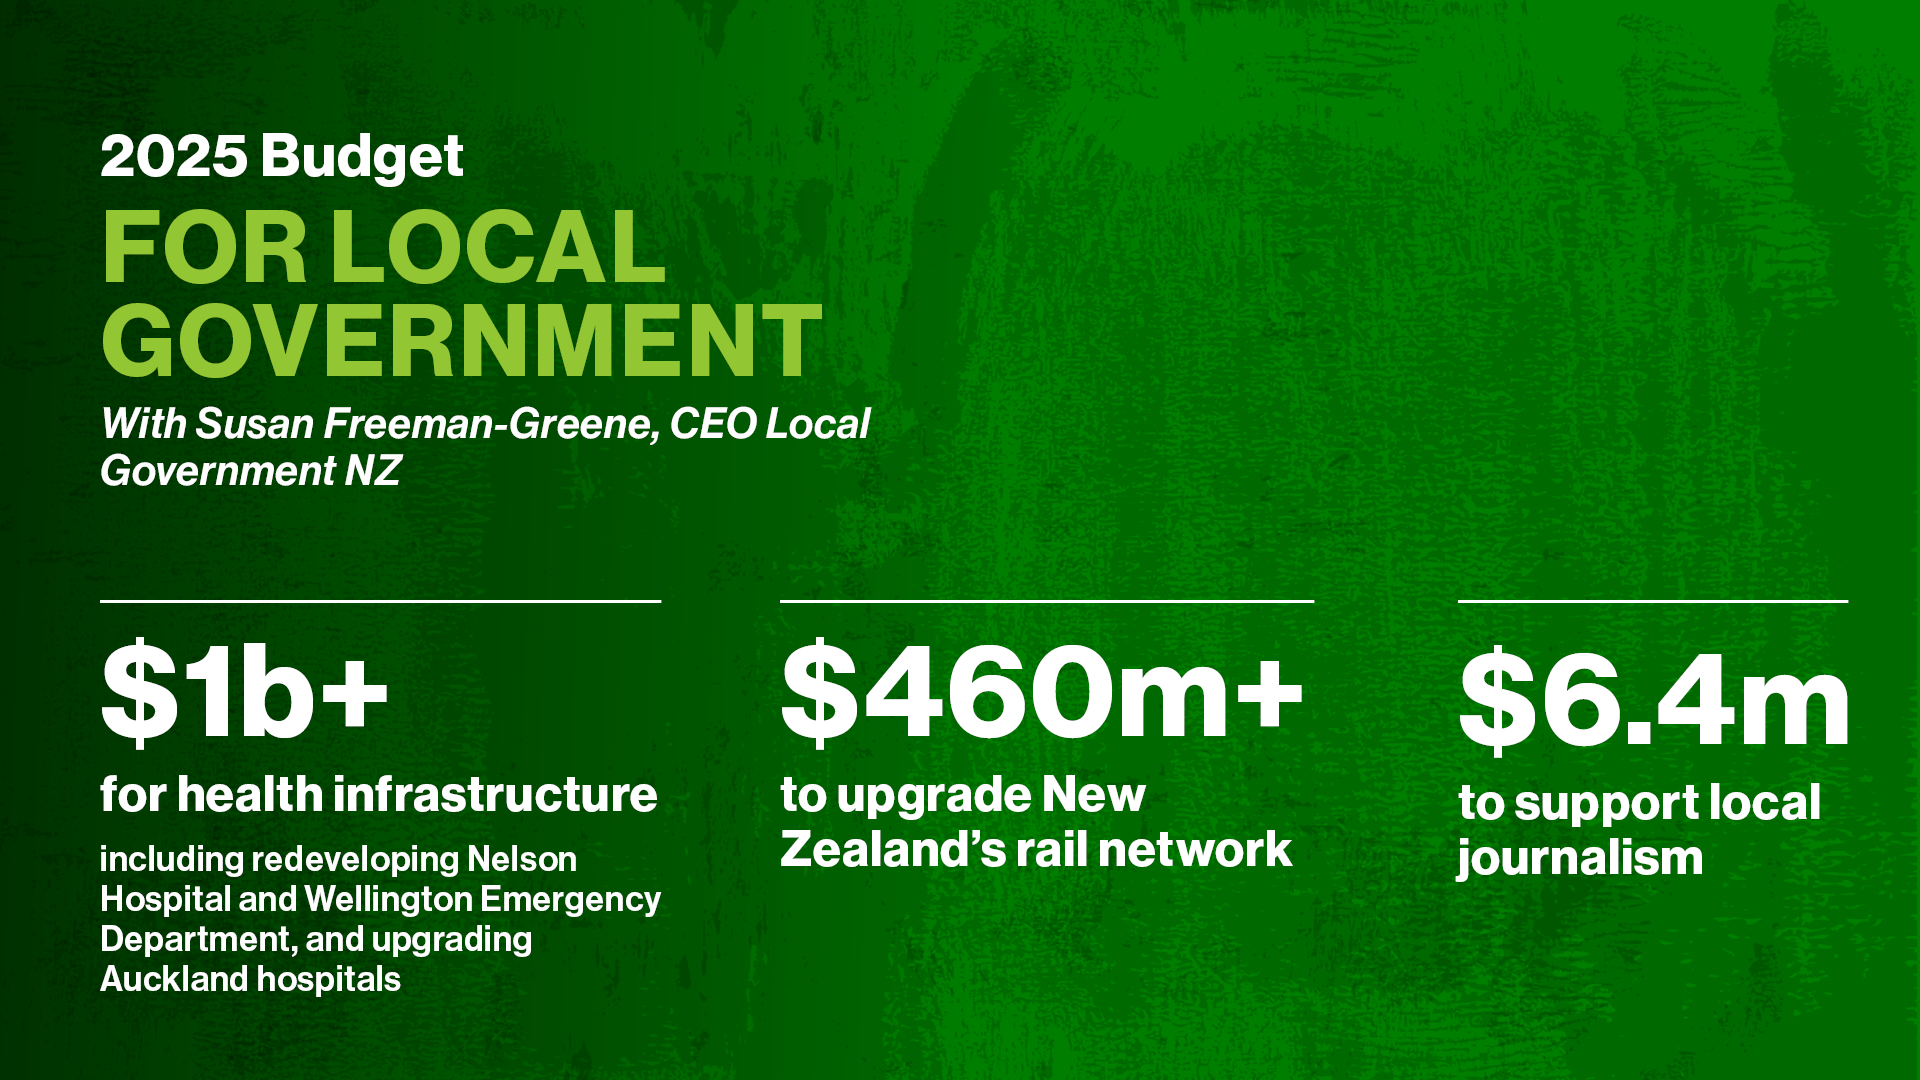 2025 Budget
FOR LOCAL
GOVERNMENT
With Susan Freeman-Greene, CEO Local
Government NZ
$1b+
for health infrastructure
including redeveloping Nelson
Hospital and Wellington Emergency
Department, and upgrading
Auckland hospitals
$460m+
to upgrade New
Zealand’s rail network
$6.4m
to support local
journalism